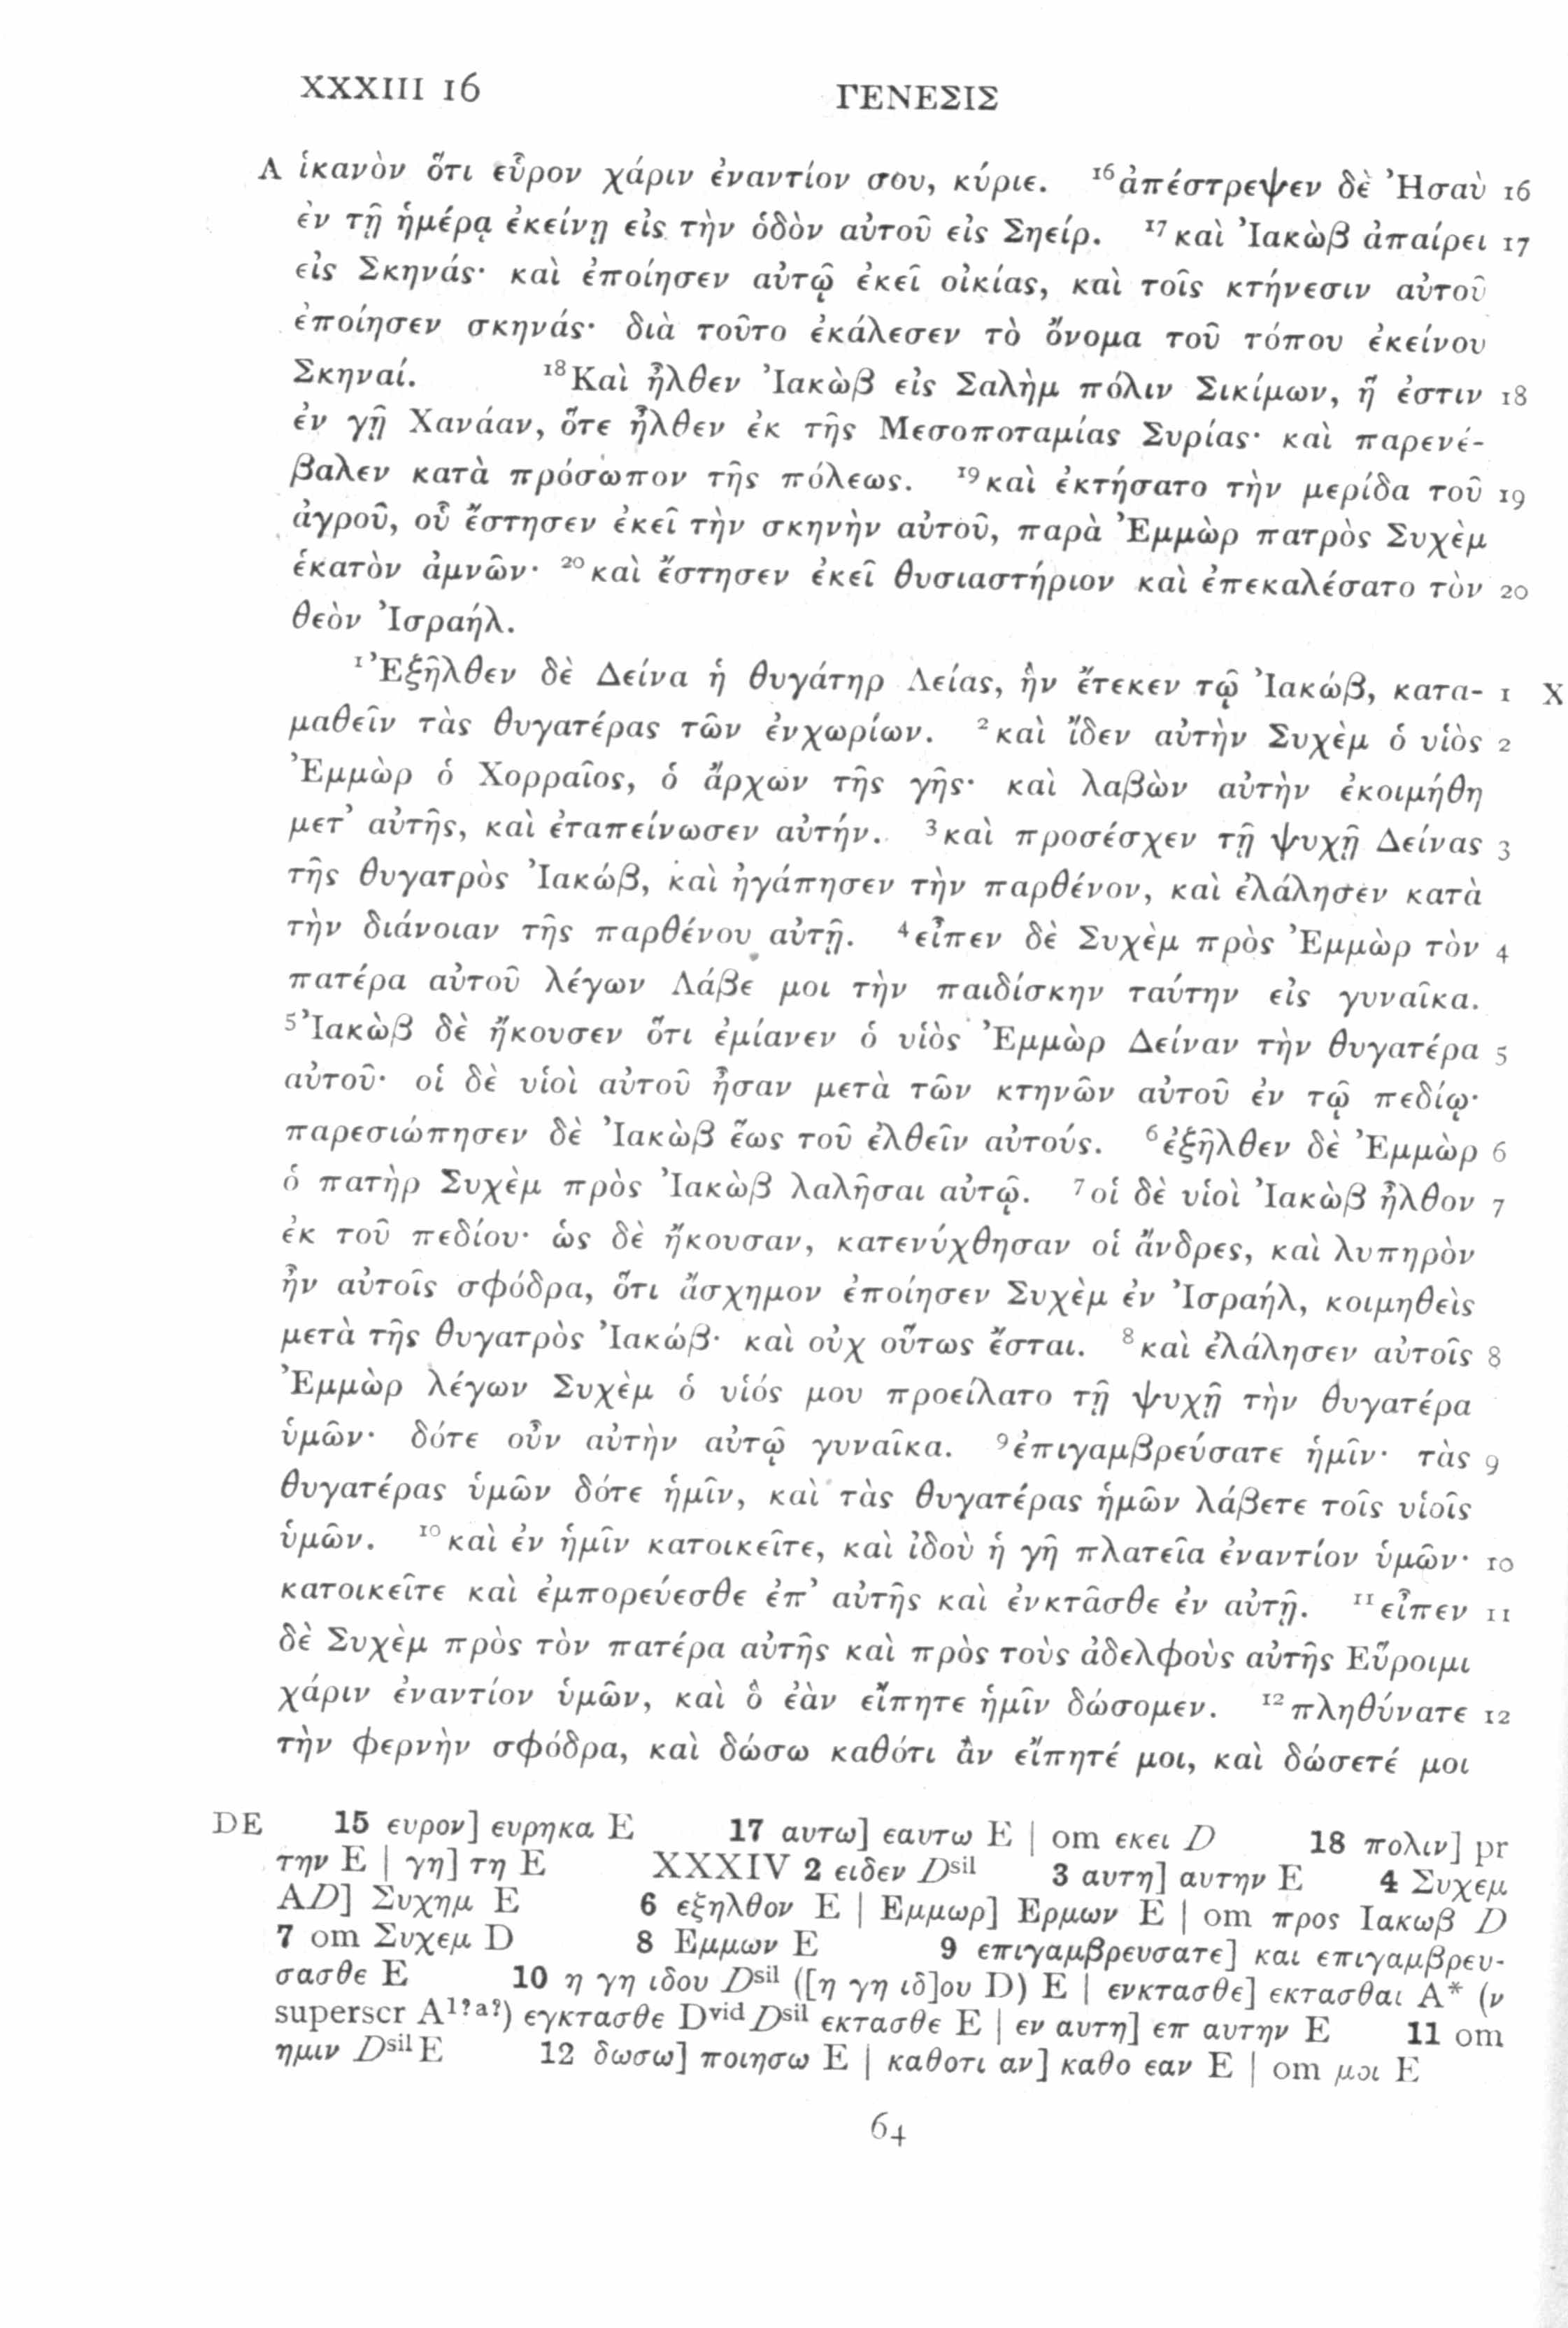 XXXIII 16 ΓΕΝΕΣΙΣ
A ἱκανὸν ὅτι εὗρον χάριν ἐναντίον σου, κύριε. ¹⁶ἀπέστρεψεν δὲ Ἠσαὺ 16
ἐν τῇ ἡμέρᾳ ἐκείνῃ εἰς τὴν ὁδὸν αὐτοῦ εἰς Σηείρ. ¹⁷καὶ Ἰακὼβ ἀπαίρει 17
εἰς Σκηνάς· καὶ ἐποίησεν αὐτῷ ἐκεῖ οἰκίας, καὶ τοῖς κτήνεσιν αὐτοῦ
ἐποίησεν σκηνάς· διὰ τοῦτο ἐκάλεσεν τὸ ὄνομα τοῦ τόπου ἐκείνου
Σκηναί. ¹⁸Καὶ ἦλθεν Ἰακὼβ εἰς Σαλὴμ πόλιν Σικίμων, ἥ ἐστιν 18
ἐν γῇ Χανάαν, ὅτε ἦλθεν ἐκ τῆς Μεσοποταμίας Συρίας· καὶ παρενέ-
βαλεν κατὰ πρόσωπον τῆς πόλεως. ¹⁹καὶ ἐκτήσατο τὴν μερίδα τοῦ 19
ἀγροῦ, οὗ ἔστησεν ἐκεῖ τὴν σκηνὴν αὐτοῦ, παρὰ Ἐμμὼρ πατρὸς Συχὲμ
ἑκατὸν ἀμνῶν· ²⁰καὶ ἔστησεν ἐκεῖ θυσιαστήριον καὶ ἐπεκαλέσατο τὸν 20
θεὸν Ἰσραήλ.
¹Ἐξῆλθεν δὲ Δείνα ἡ θυγάτηρ Λείας, ἣν ἔτεκεν τῷ Ἰακώβ, κατα- 1 X
μαθεῖν τὰς θυγατέρας τῶν ἐνχωρίων. ²καὶ ἴδεν αὐτὴν Συχὲμ ὁ υἱὸς 2
Ἐμμὼρ ὁ Χορραῖος, ὁ ἄρχων τῆς γῆς· καὶ λαβὼν αὐτὴν ἐκοιμήθη
μετ᾽ αὐτῆς, καὶ ἐταπείνωσεν αὐτήν. ³καὶ προσέσχεν τῇ ψυχῇ Δείνας 3
τῆς θυγατρὸς Ἰακώβ, καὶ ἠγάπησεν τὴν παρθένον, καὶ ἐλάλησεν κατὰ
τὴν διάνοιαν τῆς παρθένου αὐτῇ. ⁴εἶπεν δὲ Συχὲμ πρὸς Ἐμμὼρ τὸν 4
πατέρα αὐτοῦ λέγων Λάβε μοι τὴν παιδίσκην ταύτην εἰς γυναῖκα.
⁵Ἰακὼβ δὲ ἤκουσεν ὅτι ἐμίανεν ὁ υἱὸς Ἐμμὼρ Δείναν τὴν θυγατέρα 5
αὐτοῦ· οἱ δὲ υἱοὶ αὐτοῦ ἦσαν μετὰ τῶν κτηνῶν αὐτοῦ ἐν τῷ πεδίῳ·
παρεσιώπησεν δὲ Ἰακὼβ ἕως τοῦ ἐλθεῖν αὐτούς. ⁶ἐξῆλθεν δὲ Ἐμμὼρ 6
ὁ πατὴρ Συχὲμ πρὸς Ἰακὼβ λαλῆσαι αὐτῷ. ⁷οἱ δὲ υἱοὶ Ἰακὼβ ἦλθον 7
ἐκ τοῦ πεδίου· ὡς δὲ ἤκουσαν, κατενύχθησαν οἱ ἄνδρες, καὶ λυπηρὸν
ἦν αὐτοῖς σφόδρα, ὅτι ἄσχημον ἐποίησεν Συχὲμ ἐν Ἰσραήλ, κοιμηθεὶς
μετὰ τῆς θυγατρὸς Ἰακώβ· καὶ οὐχ οὕτως ἔσται. ⁸καὶ ἐλάλησεν αὐτοῖς 8
Ἐμμὼρ λέγων Συχὲμ ὁ υἱός μου προείλατο τῇ ψυχῇ τὴν θυγατέρα
ὑμῶν· δότε οὖν αὐτὴν αὐτῷ γυναῖκα. ⁹ἐπιγαμβρεύσατε ἡμῖν· τὰς 9
θυγατέρας ὑμῶν δότε ἡμῖν, καὶ τὰς θυγατέρας ἡμῶν λάβετε τοῖς υἱοῖς
ὑμῶν. ¹⁰καὶ ἐν ἡμῖν κατοικεῖτε, καὶ ἰδοὺ ἡ γῆ πλατεῖα ἐναντίον ὑμῶν· 10
κατοικεῖτε καὶ ἐμπορεύεσθε ἐπ᾽ αὐτῆς καὶ ἐνκτᾶσθε ἐν αὐτῇ. ¹¹εἶπεν 11
δὲ Συχὲμ πρὸς τὸν πατέρα αὐτῆς καὶ πρὸς τοὺς ἀδελφοὺς αὐτῆς Εὕροιμι
χάριν ἐναντίον ὑμῶν, καὶ ὃ ἐὰν εἴπητε ἡμῖν δώσομεν. ¹²πληθύνατε 12
τὴν φερνὴν σφόδρα, καὶ δώσω καθότι ἂν εἴπητέ μοι, καὶ δώσετέ μοι
DE 15 ευρον] ευρηκα E 17 αυτω] εαυτω E | om εκει D 18 πολιν] pr
την E | γη] τη E XXXIV 2 ειδεν Dsil 3 αυτη] αυτην E 4 Συχεμ
AD] Συχημ E 6 εξηλθον E | Εμμωρ] Ερμων E | om προς Ιακωβ D
7 om Συχεμ D 8 Εμμων E 9 επιγαμβρευσατε] και επιγαμβρευ-
σασθε E 10 η γη ιδου Dsil ([η γη ιδ]ου D) E | ενκτασθε] εκτασθαι A* (ν
superscr A1?a?) εγκτασθε Dvid Dsil εκτασθε E | εν αυτη] επ αυτην E 11 om
ημιν Dsil E 12 δωσω] ποιησω E | καθοτι αν] καθο εαν E | om μοι E
64